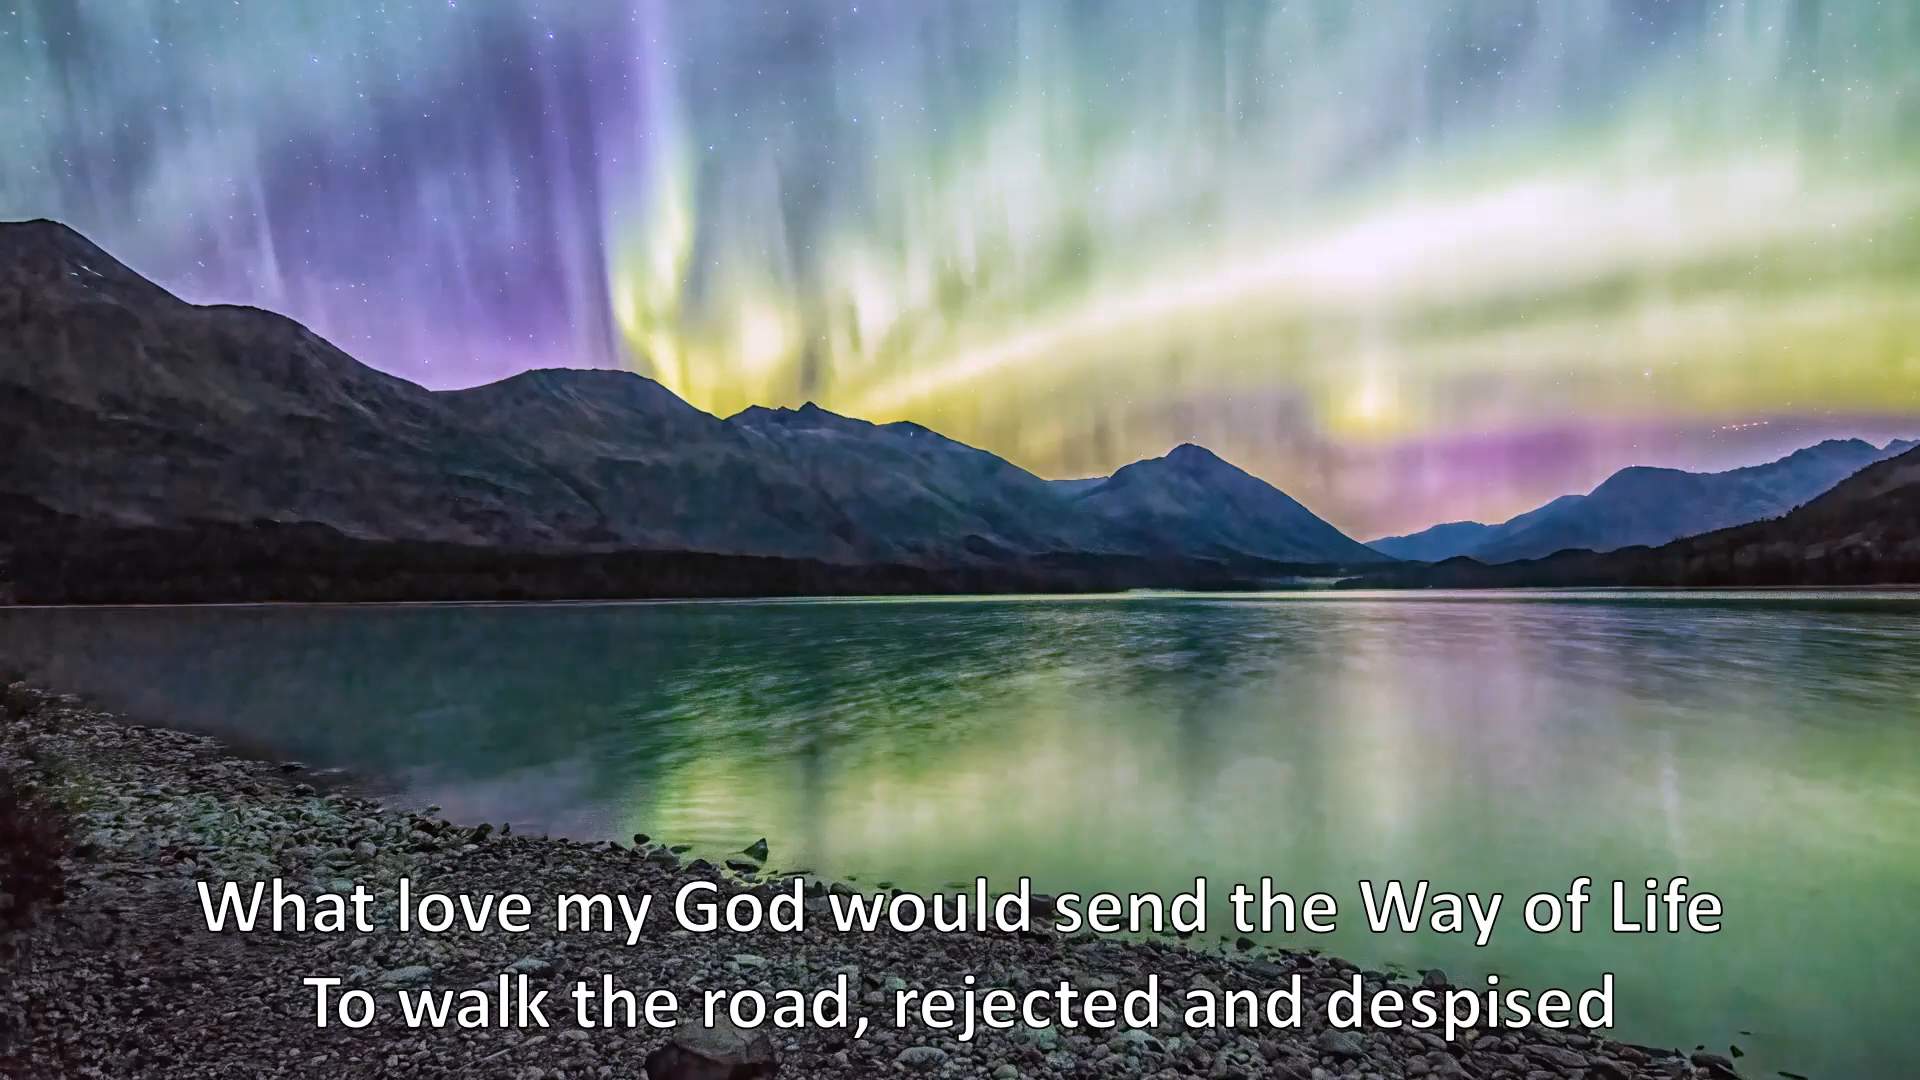 What love my God would send the Way of Life
To walk the road, rejected and despised